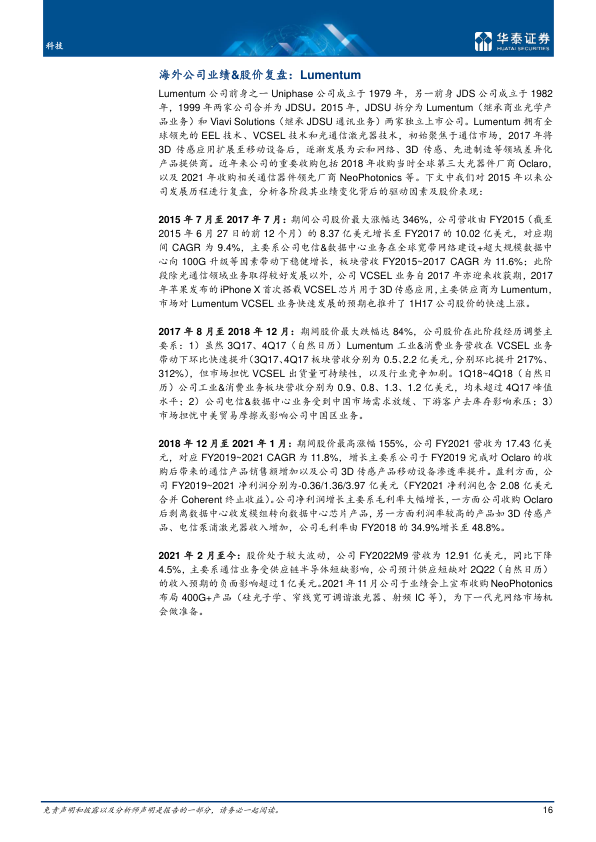 科技
华泰证券
HUATAI SECURITIES
海外公司业绩&股价复盘：Lumentum
Lumentum 公司前身之一 Uniphase 公司成立于 1979 年，另一前身 JDS 公司成立于 1982
年，1999 年两家公司合并为 JDSU。2015 年，JDSU 拆分为 Lumentum（继承商业光学产
品业务）和 Viavi Solutions（继承 JDSU 通讯业务）两家独立上市公司。Lumentum 拥有全
球领先的 EEL 技术、VCSEL 技术和光通信激光器技术，初始聚焦于通信市场，2017 年将
3D 传感应用扩展至移动设备后，逐渐发展为云和网络、3D 传感、先进制造等领域差异化
产品提供商。近年来公司的重要收购包括 2018 年收购当时全球第三大光器件厂商 Oclaro，
以及 2021 年收购相关通信器件领先厂商 NeoPhotonics 等。下文中我们对 2015 年以来公
司发展历程进行复盘，分析各阶段其业绩变化背后的驱动因素及股价表现：
2015 年 7 月至 2017 年 7 月：期间公司股价最大涨幅达 346%，公司营收由 FY2015（截至
2015 年 6 月 27 日的前 12 个月）的 8.37 亿美元增长至 FY2017 的 10.02 亿美元，对应期
间 CAGR 为 9.4%，主要系公司电信&数据中心业务在全球宽带网络建设+超大规模数据中
心向 100G 升级等因素带动下稳健增长，板块营收 FY2015~2017 CAGR 为 11.6%；此阶
段除光通信领域业务取得较好发展以外，公司 VCSEL 业务自 2017 年亦迎来收获期，2017
年苹果发布的 iPhone X 首次搭载 VCSEL 芯片用于 3D 传感应用，主要供应商为 Lumentum，
市场对 Lumentum VCSEL 业务快速发展的预期也推升了 1H17 公司股价的快速上涨。
2017 年 8 月至 2018 年 12 月：期间股价最大跌幅达 84%，公司股价在此阶段经历调整主
要系：1）虽然 3Q17、4Q17（自然日历）Lumentum 工业&消费业务营收在 VCSEL 业务
带动下环比快速提升（3Q17、4Q17 板块营收分别为 0.5、2.2 亿美元，分别环比提升 217%、
312%），但市场担忧 VCSEL 出货量可持续性，以及行业竞争加剧。1Q18~4Q18（自然日
历）公司工业&消费业务板块营收分别为 0.9、0.8、1.3、1.2 亿美元，均未超过 4Q17 峰值
水平；2）公司电信&数据中心业务受到中国市场需求放缓、下游客户去库存影响承压；3）
市场担忧中美贸易摩擦或影响公司中国区业务。
2018 年 12 月至 2021 年 1 月：期间股价最高涨幅 155%，公司 FY2021 营收为 17.43 亿美
元，对应 FY2019~2021 CAGR 为 11.8%，增长主要系公司于 FY2019 完成对 Oclaro 的收
购后带来的通信产品销售额增加以及公司 3D 传感产品移动设备渗透率提升。盈利方面，公
司 FY2019~2021 净利润分别为-0.36/1.36/3.97 亿美元（FY2021 净利润包含 2.08 亿美元
合并 Coherent 终止收益）。公司净利润增长主要系毛利率大幅增长，一方面公司收购 Oclaro
后剥离数据中心收发模组转向数据中心芯片产品，另一方面利润率较高的产品如 3D 传感产
品、电信泵浦激光器收入增加，公司毛利率由 FY2018 的 34.9%增长至 48.8%。
2021 年 2 月至今：股价处于较大波动，公司 FY2022M9 营收为 12.91 亿美元，同比下降
4.5%，主要系通信业务受供应链半导体短缺影响，公司预计供应短缺对 2Q22（自然日历）
的收入预期的负面影响超过 1 亿美元。2021 年 11 月公司于业绩会上宣布收购 NeoPhotonics
布局 400G+产品（硅光子学、窄线宽可调谐激光器、射频 IC 等），为下一代光网络市场机
会做准备。
免责声明和披露以及分析师声明是报告的一部分，请务必一起阅读。
16